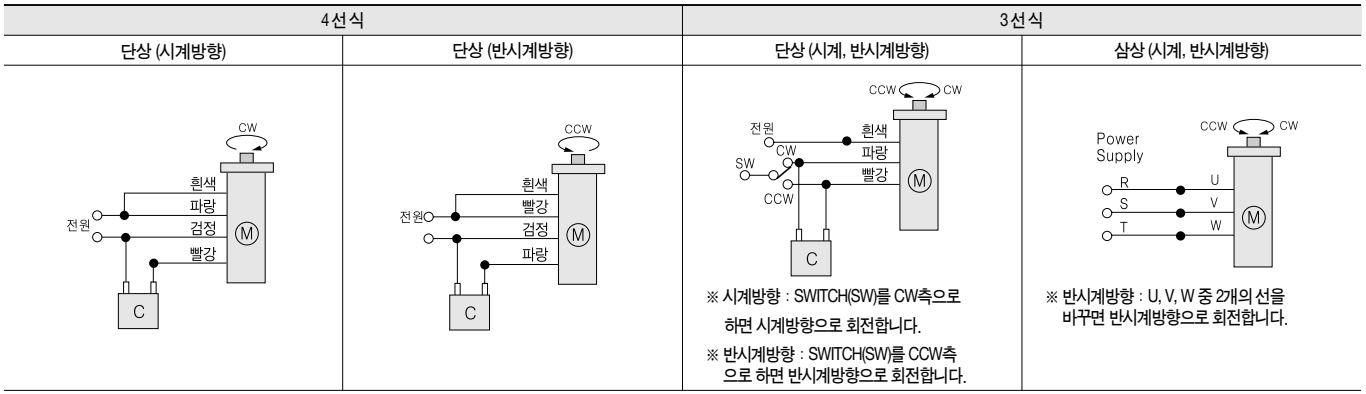 4선식
3선식
단상 (시계방향)
단상 (반시계방향)
단상 (시계, 반시계방향)
삼상 (시계, 반시계방향)
CW
흰색
파랑
전원
검정
M
빨강
C
CCW
흰색
빨강
전원
검정
M
파랑
C
CCW CW
전원
흰색
CW
파랑
SW
빨강
M
CCW
C
※ 시계방향 : SWITCH(SW)를 CW측으로
하면 시계방향으로 회전합니다.
※ 반시계방향 : SWITCH(SW)를 CCW측
으로 하면 반시계방향으로 회전합니다.
CCW CW
Power
Supply
R U
S V
M
T W
※ 반시계방향 : U, V, W 중 2개의 선을
바꾸면 반시계방향으로 회전합니다.